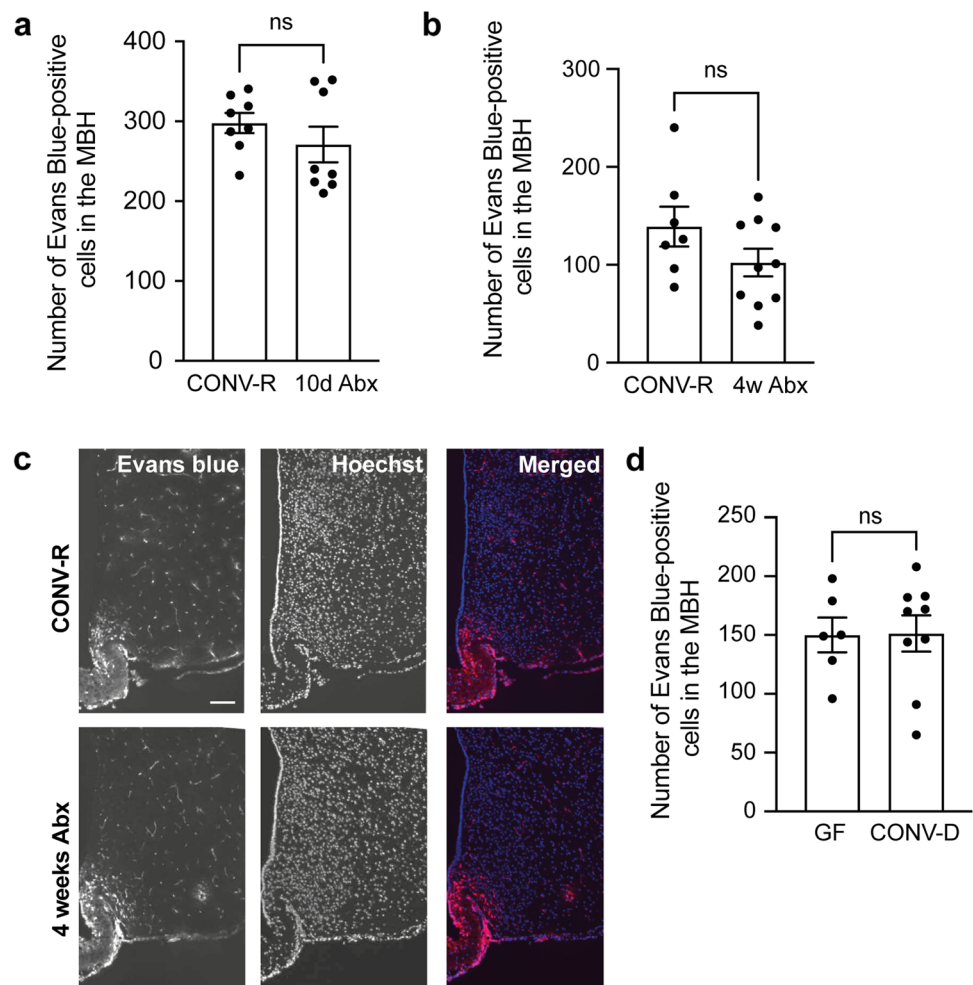 a
Number of Evans Blue-positive
cells in the MBH
400
300
200
100
0
ns
CONV-R
10d Abx
b
Number of Evans Blue-positive
cells in the MBH
300
200
100
0
ns
CONV-R
4w Abx
c
Evans blue
Hoechst
Merged
CONV-R
4 weeks Abx
d
Number of Evans Blue-positive
cells in the MBH
250
200
150
100
50
0
ns
GF
CONV-D